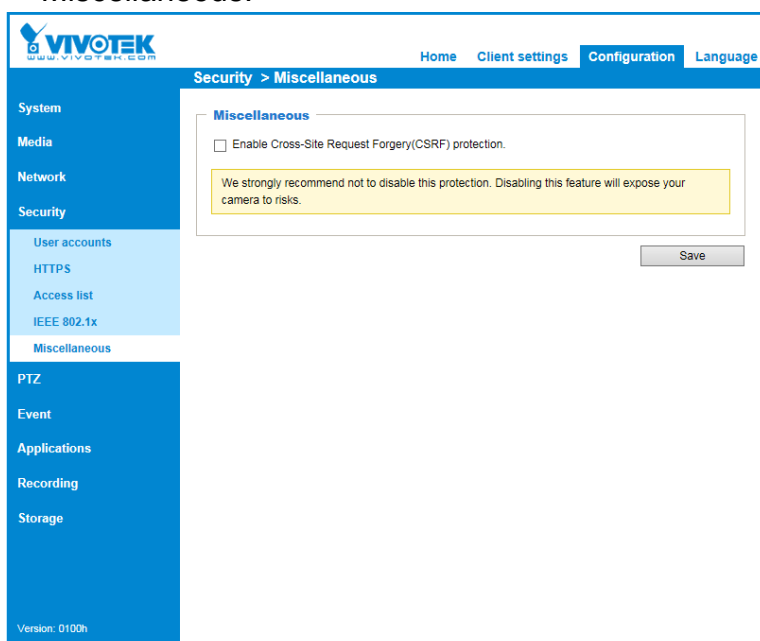 Miscellaneous.
VIVOTEK
www.vivotek.com
Home Client settings Configuration Language
Security > Miscellaneous
System
Media
Network
Security
User accounts
HTTPS
Access list
IEEE 802.1x
Miscellaneous
PTZ
Event
Applications
Recording
Storage
Version: 0100h
Miscellaneous
Enable Cross-Site Request Forgery(CSRF) protection.
We strongly recommend not to disable this protection. Disabling this feature will expose your
camera to risks.
Save